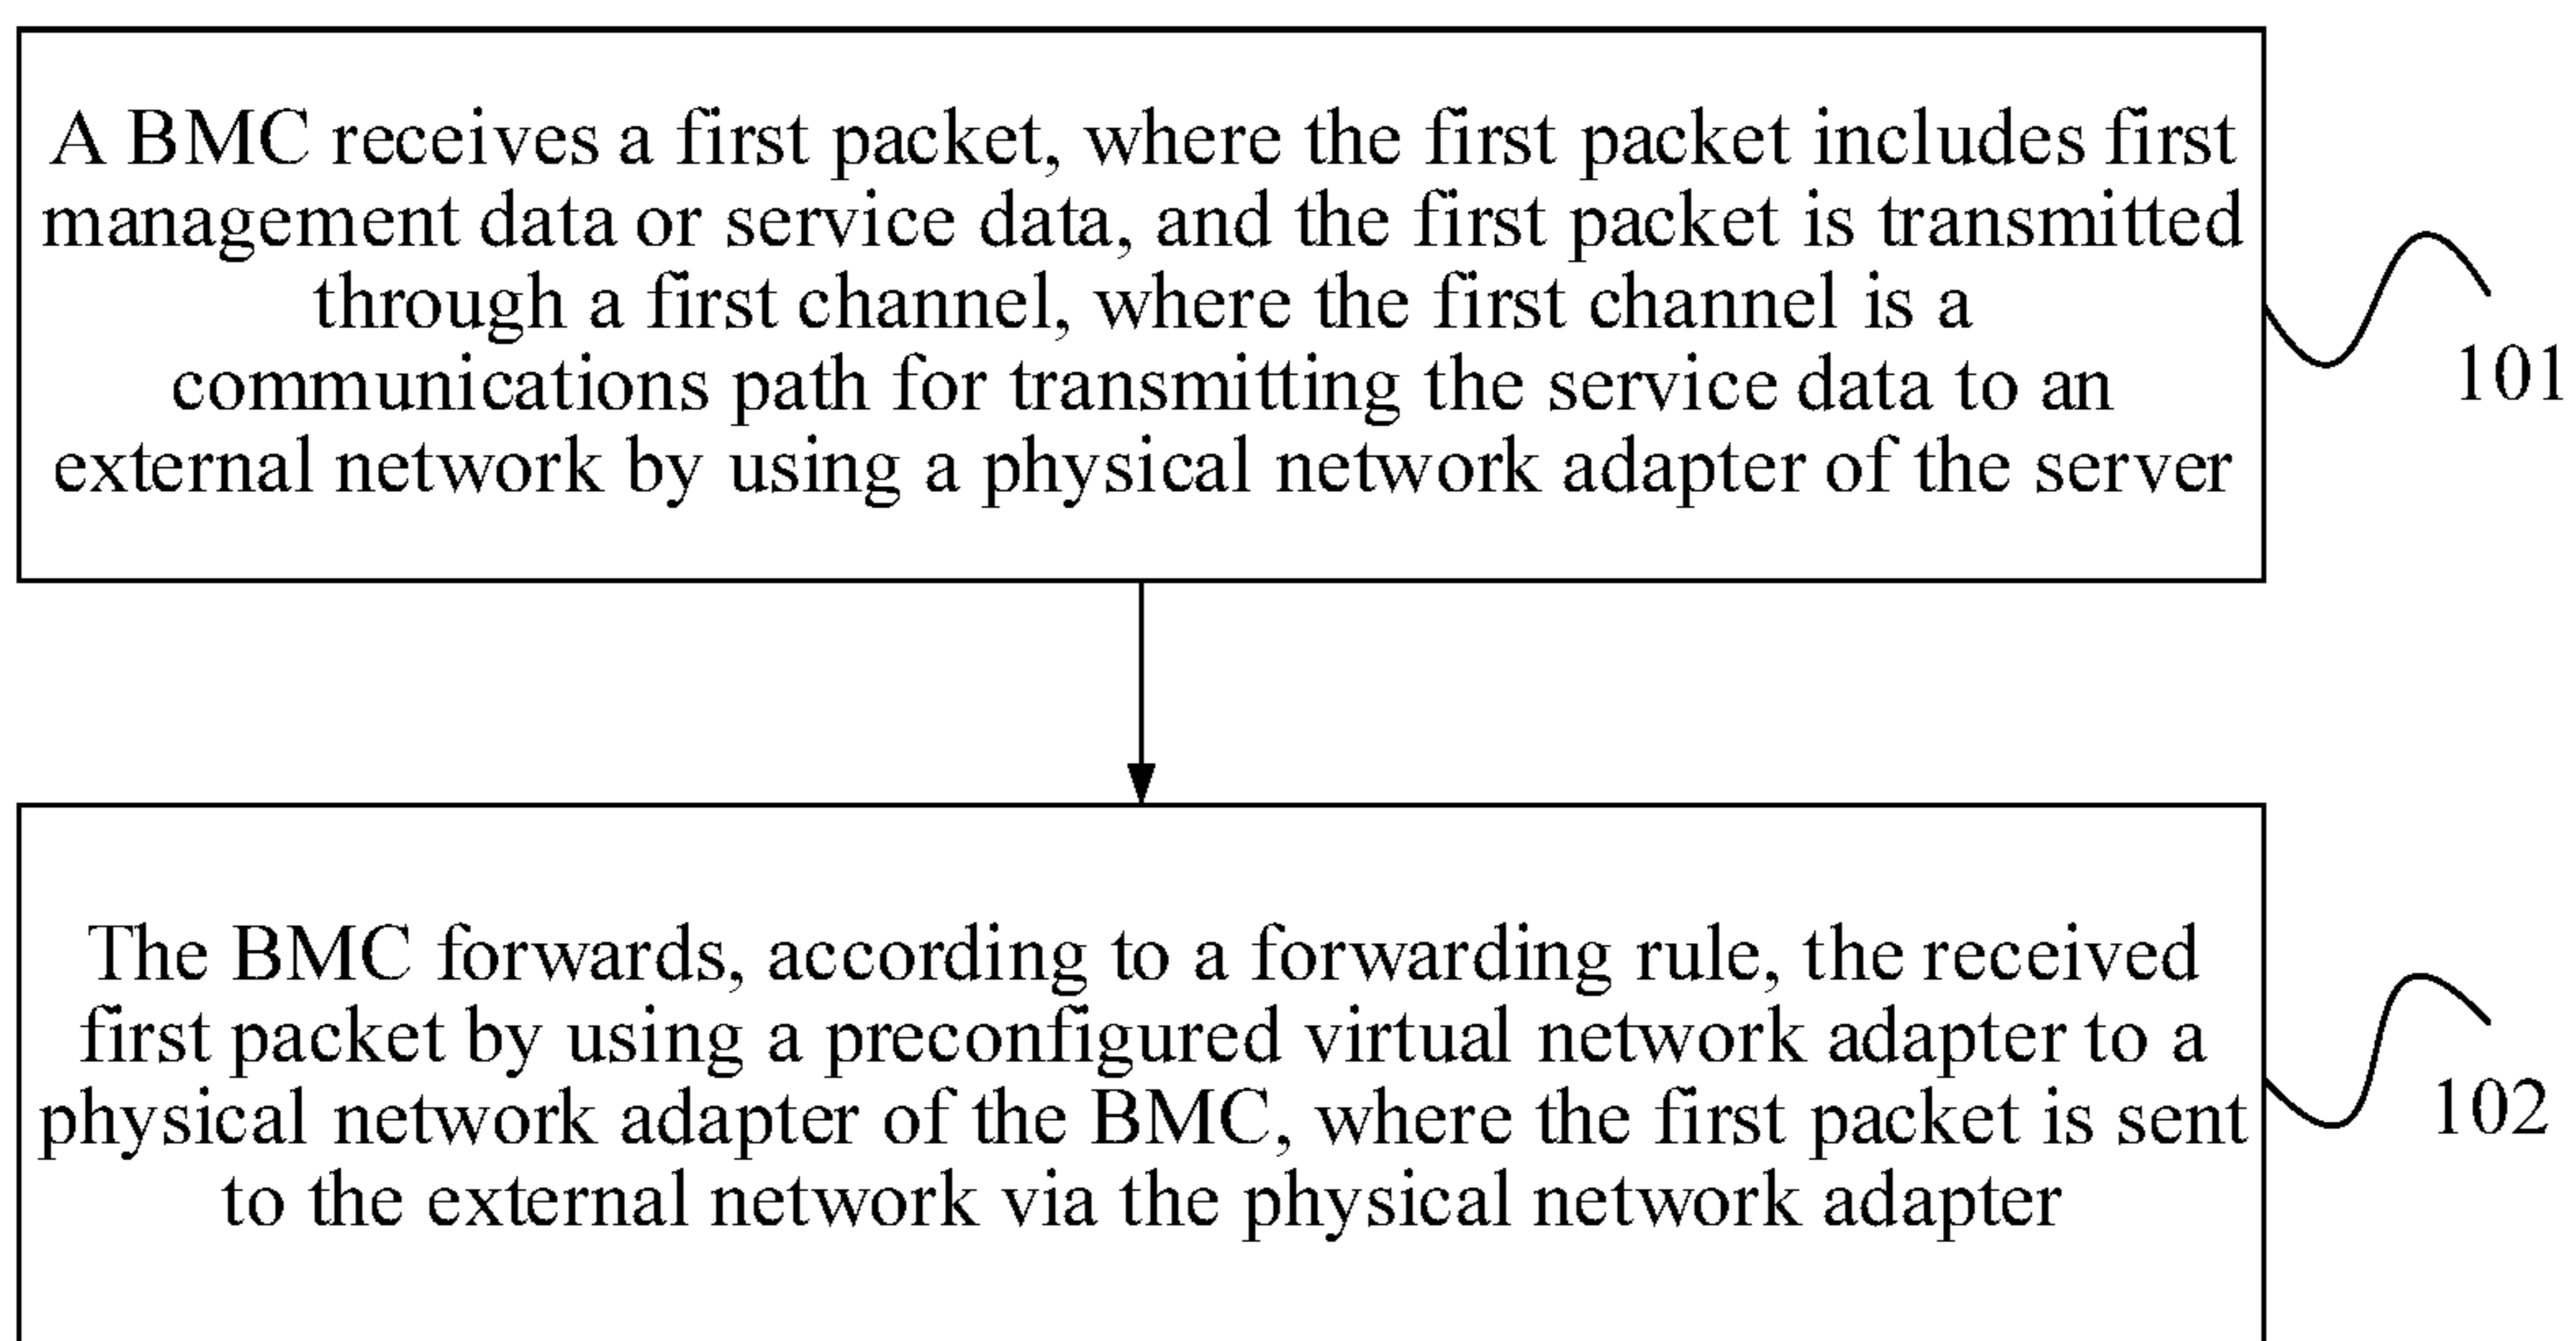 A BMC receives a first packet, where the first packet includes first
management data or service data, and the first packet is transmitted
through a first channel, where the first channel is a
communications path for transmitting the service data to an
external network by using a physical network adapter of the server
101
The BMC forwards, according to a forwarding rule, the received
first packet by using a preconfigured virtual network adapter to a
physical network adapter of the BMC, where the first packet is sent
to the external network via the physical network adapter
102